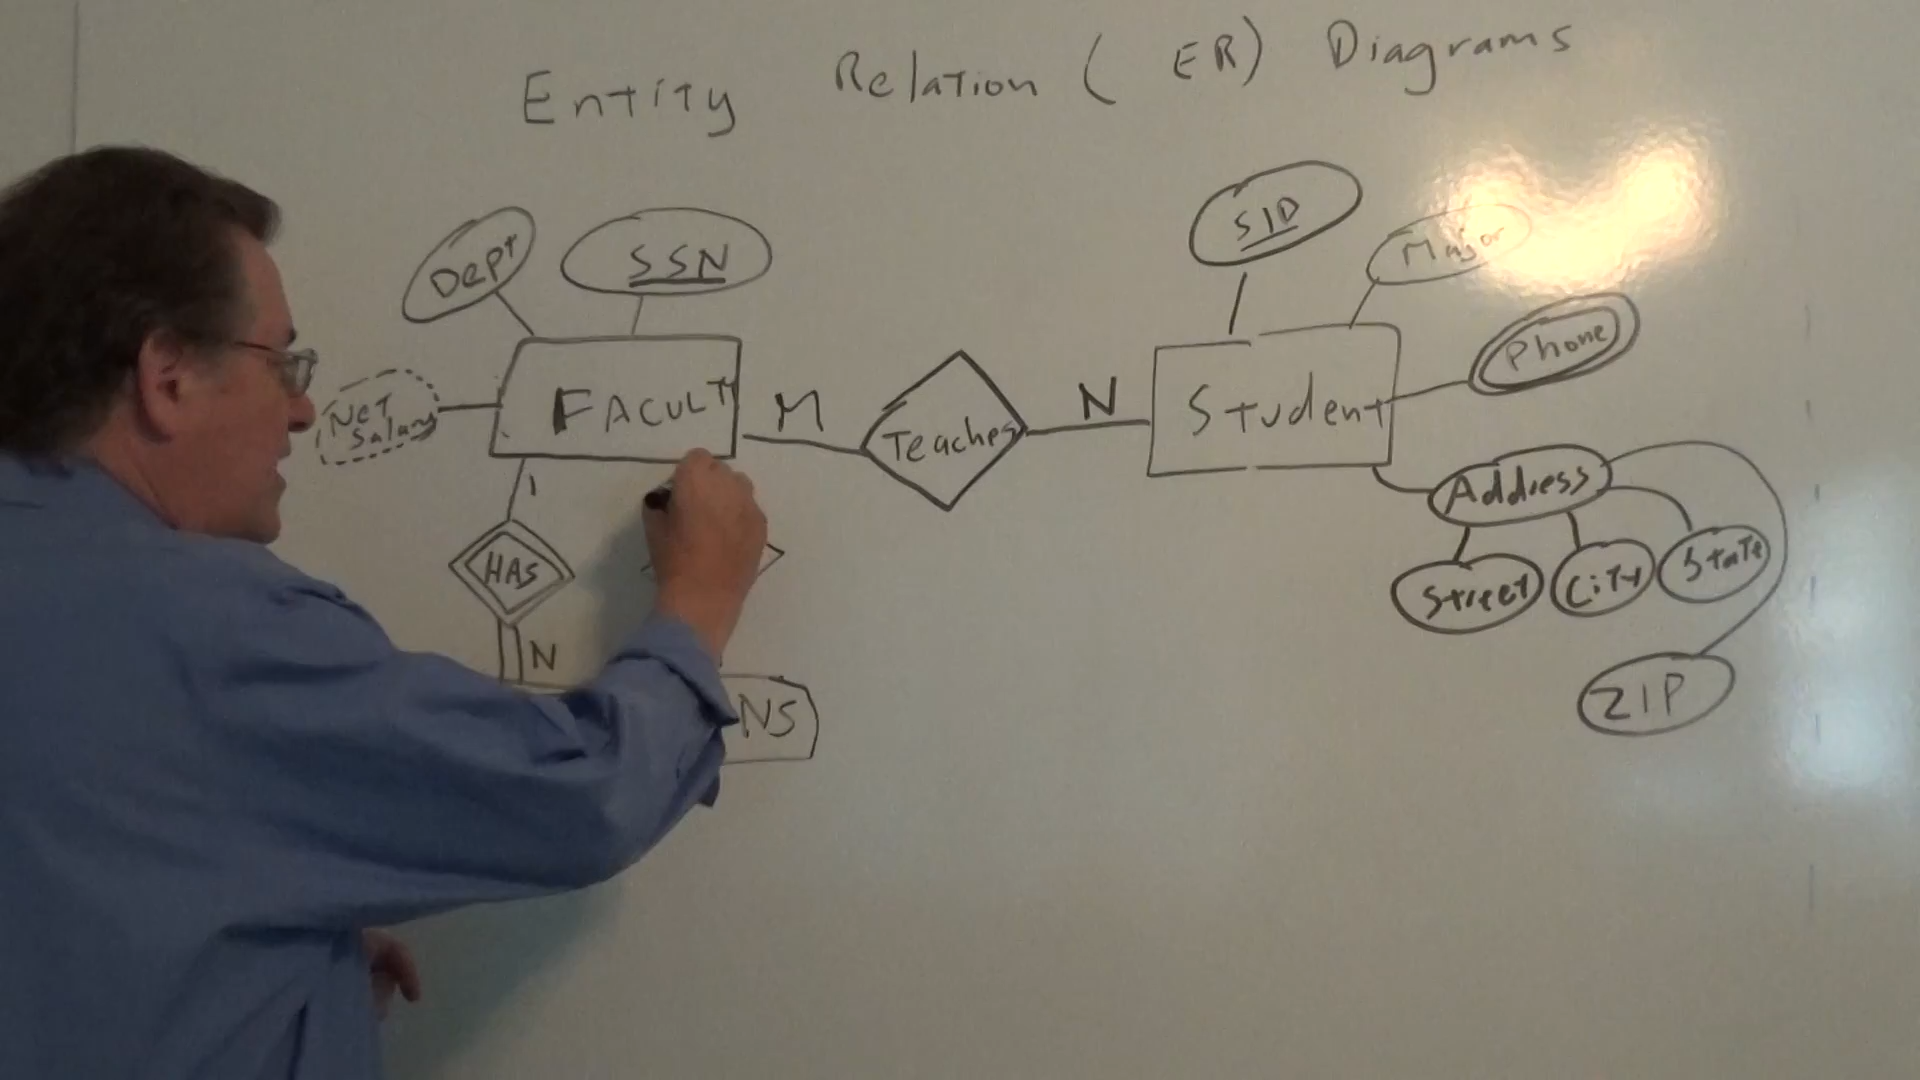 Entity Relation (ER) Diagrams
Dept
SSN
SID
Major
Phone
Net
Salary
FACULTY
M
Teaches
N
Student
Address
1
HAS
Street
City
State
N
ZIP
NS